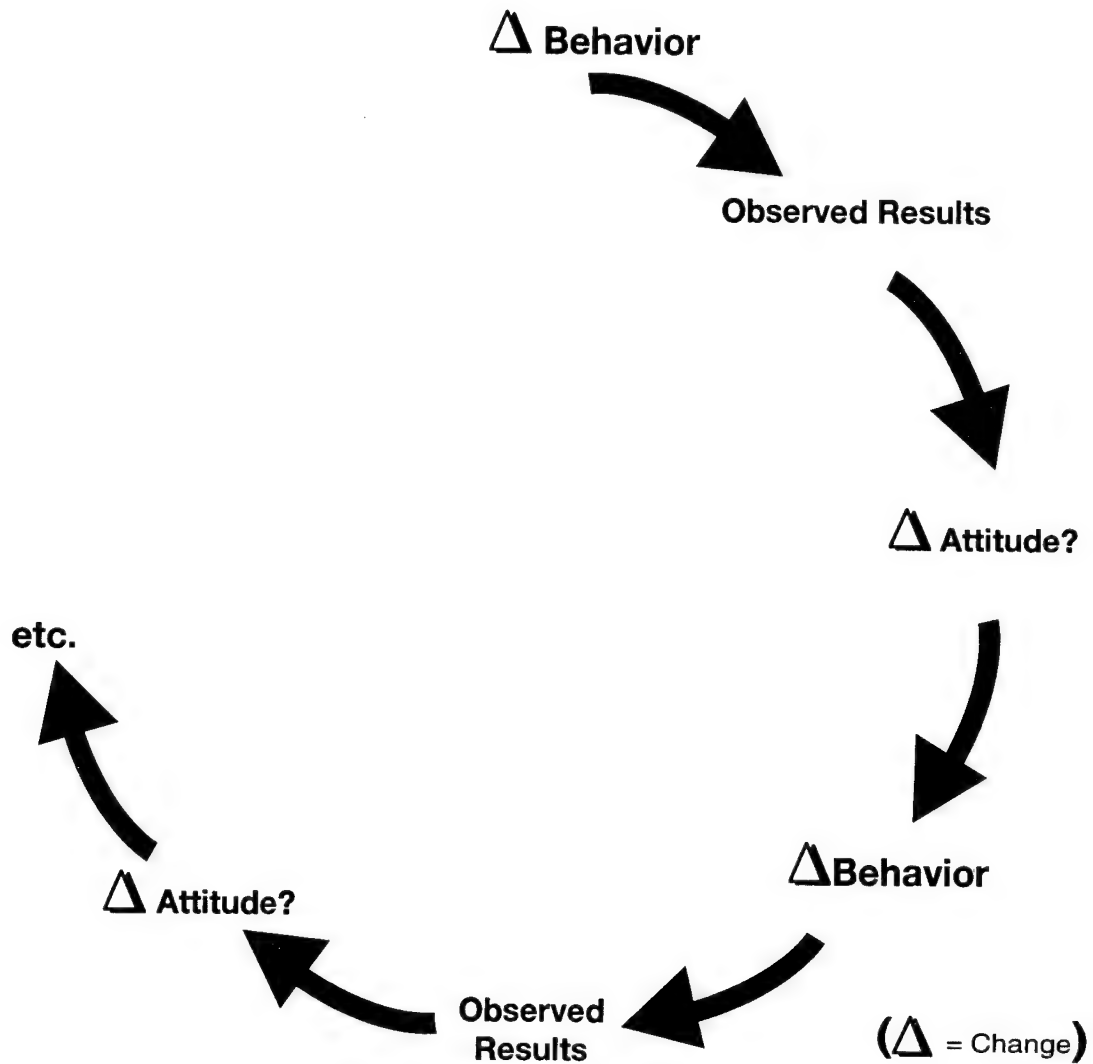 Δ Behavior
Observed Results
Δ Attitude?
ΔBehavior
Observed
Results
Δ Attitude?
etc.
(Δ = Change)